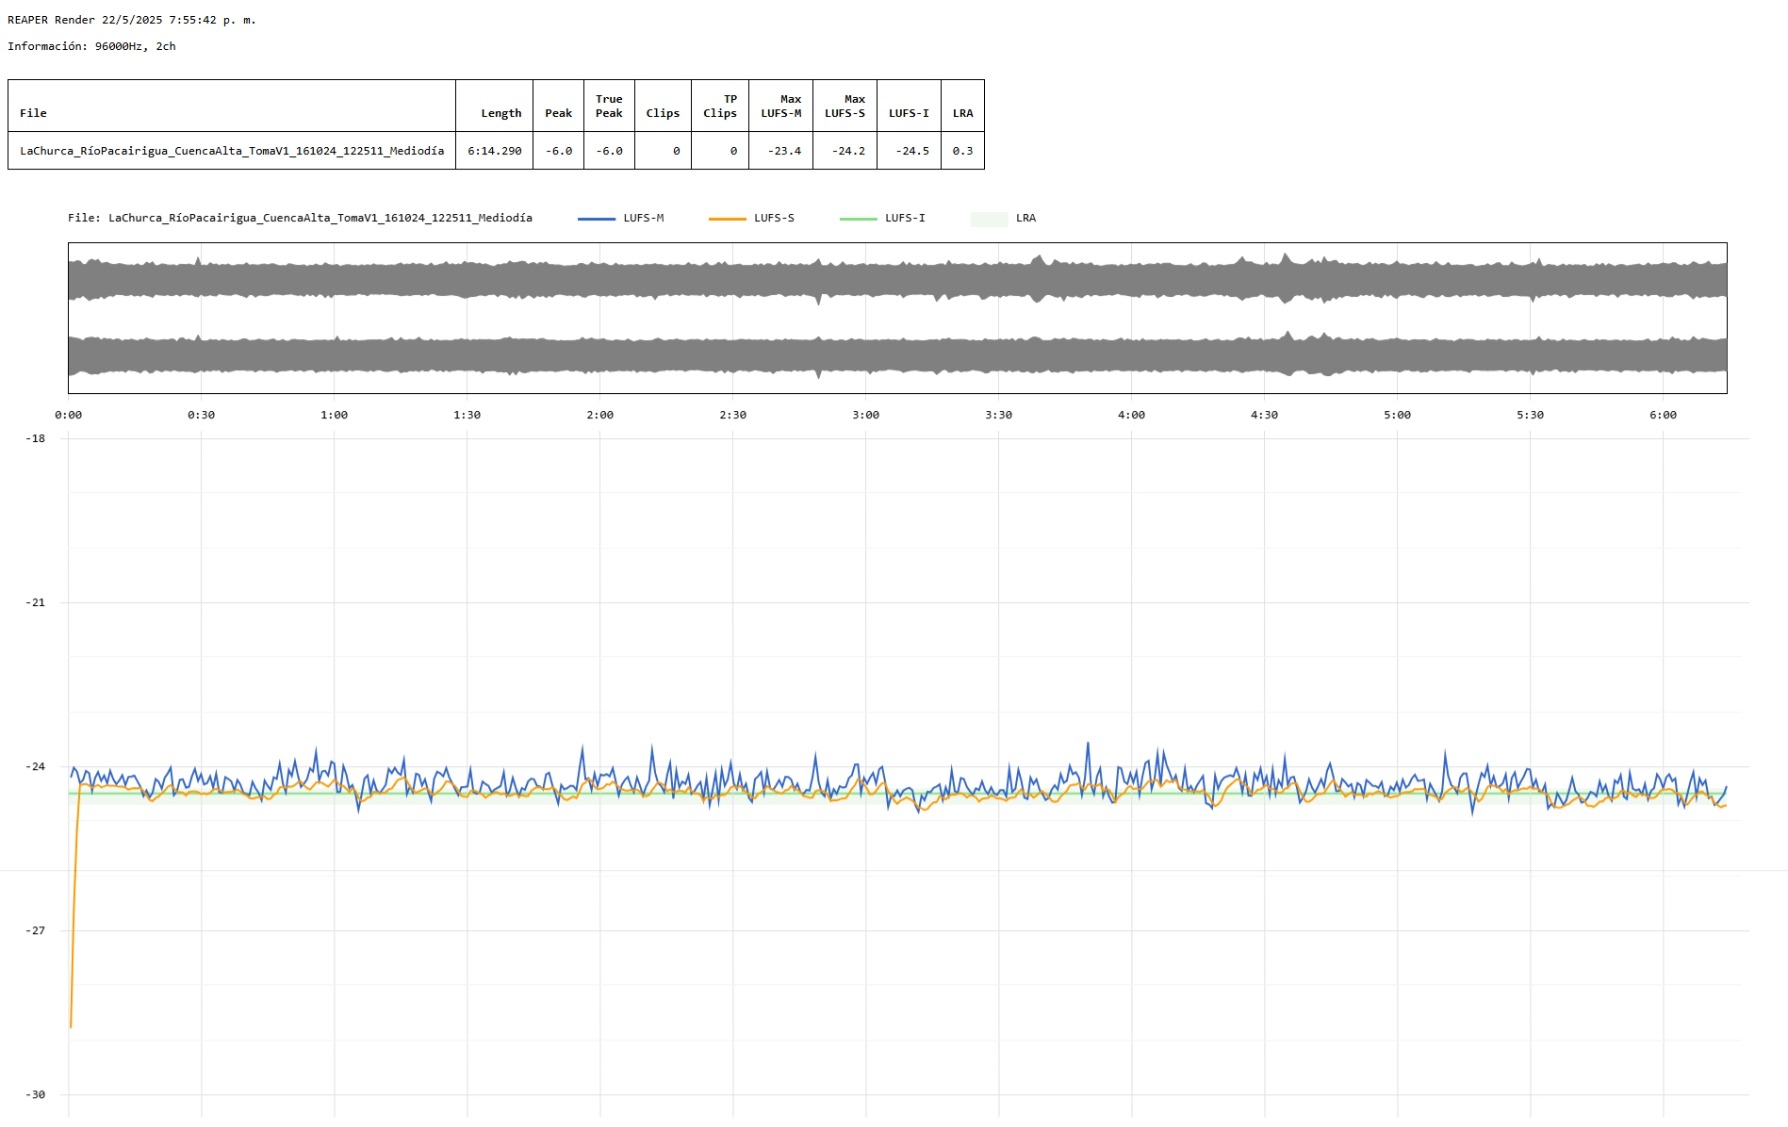 REAPER Render 22/5/2025 7:55:42 p. m.
Información: 96000Hz, 2ch
File Length Peak True Peak Clips TP Clips Max LUFS-M Max LUFS-S LUFS-I LRA
LaChurca_RíoPacairigua_CuencaAlta_TomaV1_161024_122511_Mediodía 6:14.290 -6.0 -6.0 0 0 -23.4 -24.2 -24.5 0.3
File: LaChurca_RíoPacairigua_CuencaAlta_TomaV1_161024_122511_Mediodía LUFS-M LUFS-S LUFS-I LRA
0:00 0:30 1:00 1:30 2:00 2:30 3:00 3:30 4:00 4:30 5:00 5:30 6:00
-18
-21
-24
-27
-30